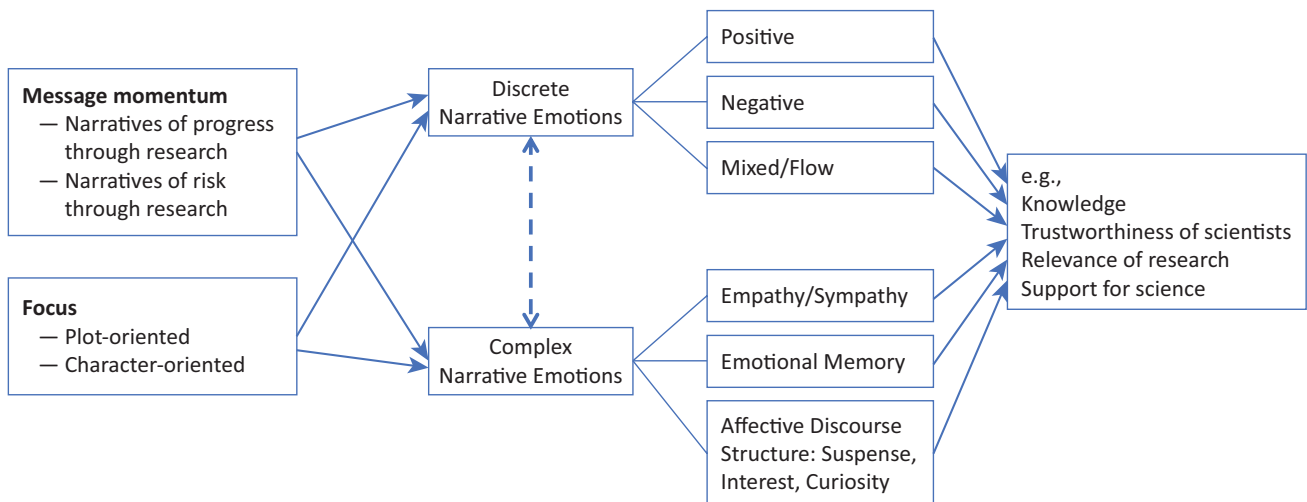 Message momentum
— Narratives of progress
through research
— Narratives of risk
through research
Focus
— Plot-oriented
— Character-oriented
Discrete
Narrative Emotions
Complex
Narrative Emotions
Positive
Negative
Mixed/Flow
Empathy/Sympathy
Emotional Memory
Affective Discourse
Structure: Suspense,
Interest, Curiosity
e.g.,
Knowledge
Trustworthiness of scientists
Relevance of research
Support for science